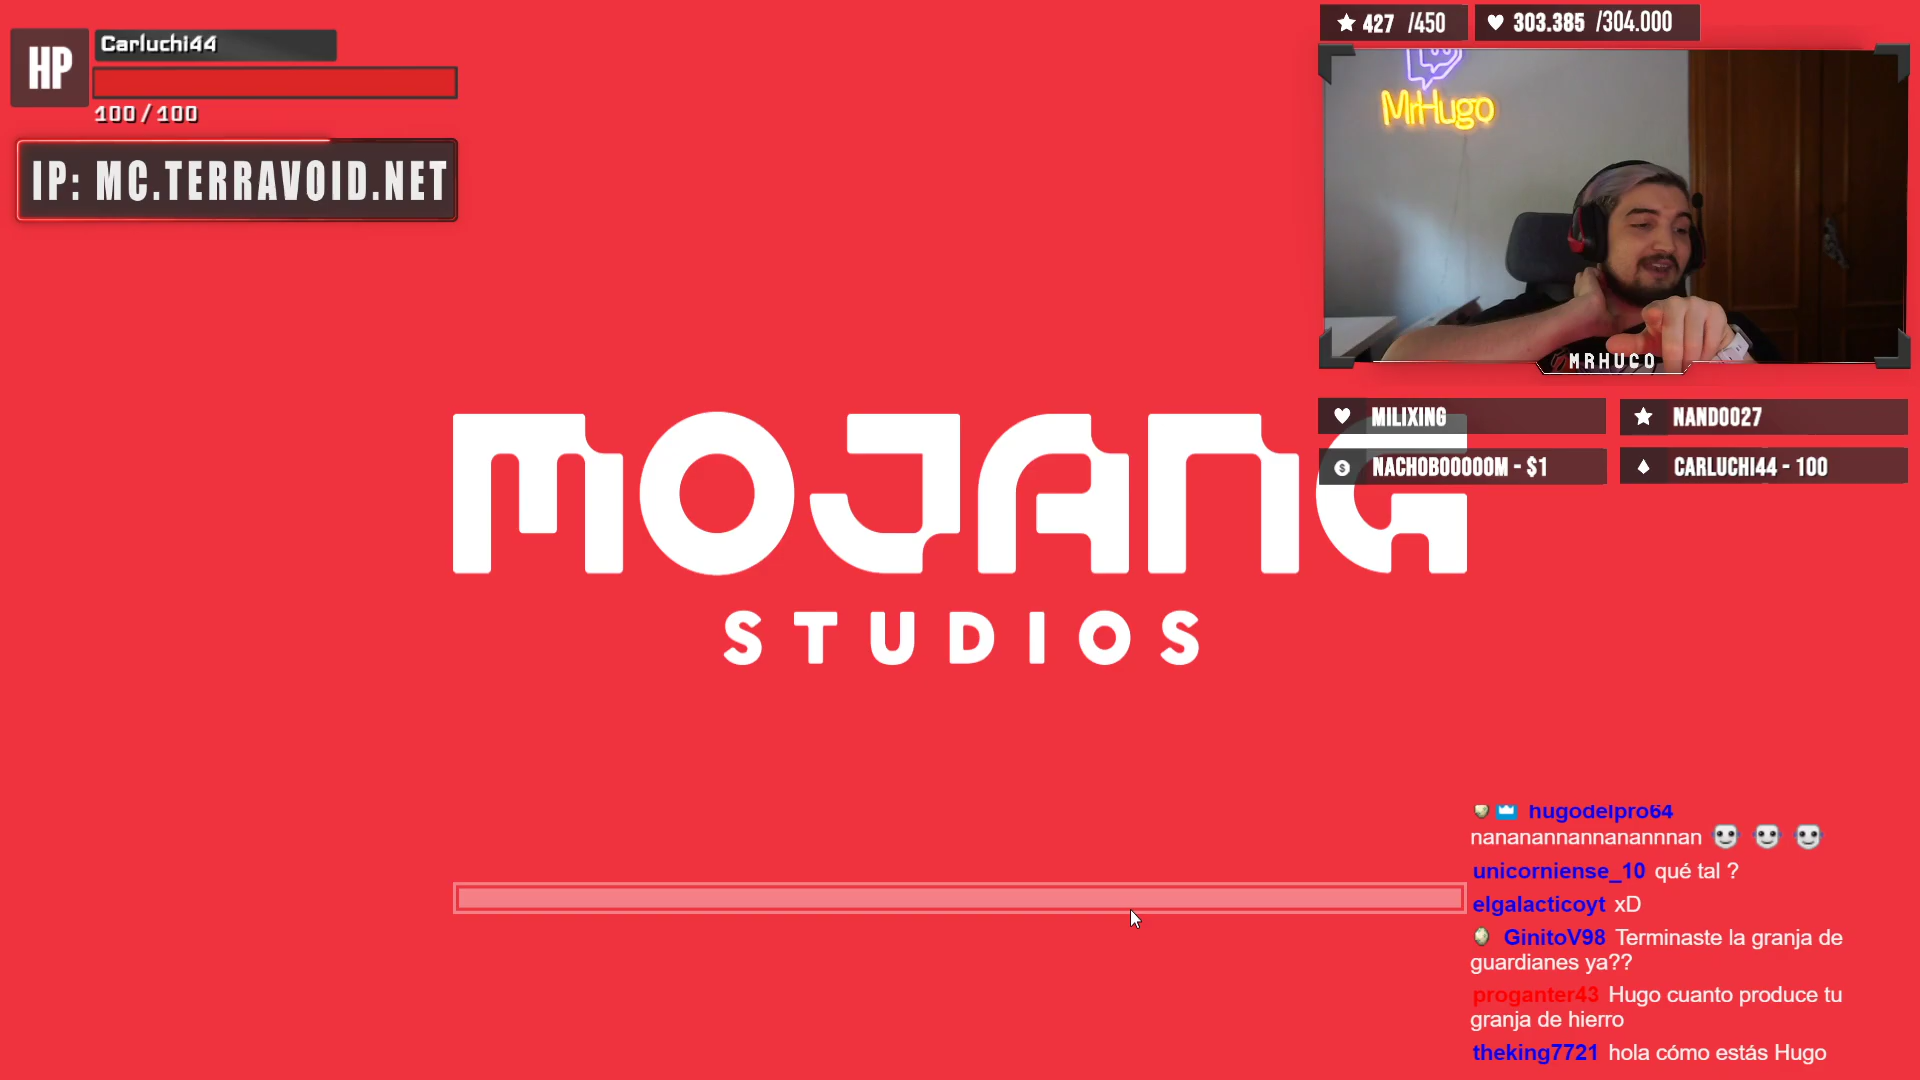 HP
Carluchi44
100 / 100
IP: MC.TERRAVOID.NET
427 /450
303.385 /304.000
MrHugo
MRHUGO
MILIXING
NANDO027
NACHOBOOOOOM - $1
CARLUCHI44 - 100
MOJANG
STUDIOS
hugodelpro64
nananannannanannnan
unicorniense_10 qué tal ?
elgalacticoyt xD
GinitoV98 Terminaste la granja de
guardianes ya??
proganter43 Hugo cuanto produce tu
granja de hierro
theking7721 hola cómo estás Hugo